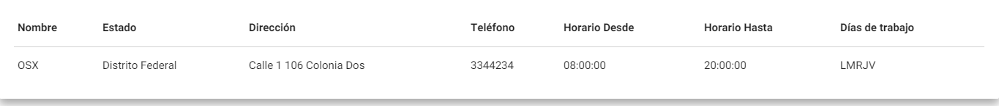 Nombre Estado Dirección Teléfono Horario Desde Horario Hasta Días de trabajo
OSX Distrito Federal Calle 1 106 Colonia Dos 3344234 08:00:00 20:00:00 LMRJV